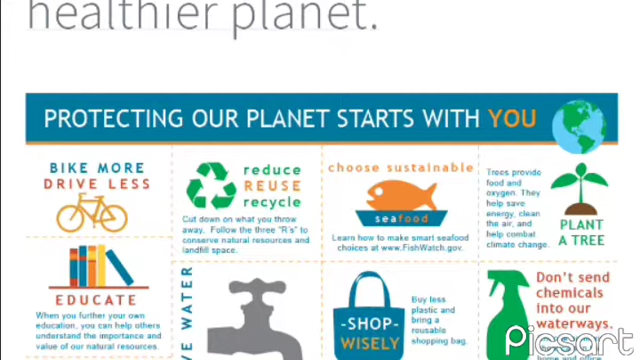 healthier planet.
PROTECTING OUR PLANET STARTS WITH YOU
BIKE MORE
DRIVE LESS
reduce
REUSE
recycle
Cut down on what you throw
away. Follow the three "R's" to
conserve natural resources and
landfill space.
choose sustainable
seafood
Learn how to make smart seafood
choices at www.FishWatch.gov.
Trees provide
food and
oxygen. They
help save
energy, clean
the air, and
help combat
climate change.
PLANT
A TREE
EDUCATE
When you further your own
education, you can help others
understand the importance and
value of our natural resources.
VE WATER
-SHOP-
WISELY
Buy less
plastic and
bring a
reusable
shopping bag.
Don't send
chemicals
into our
waterways.
home and office
Picsart